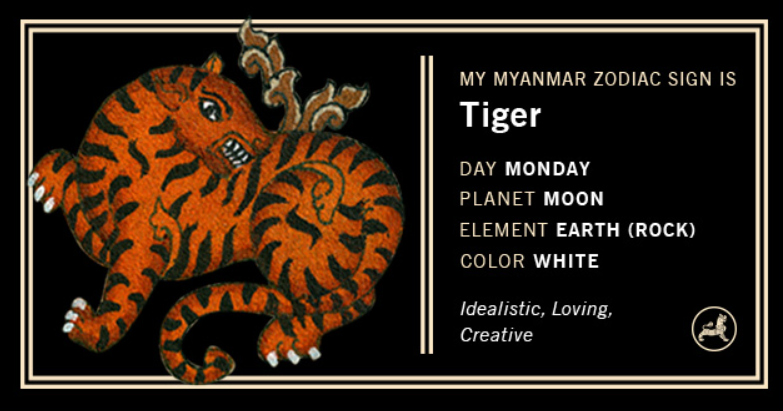 MY MYANMAR ZODIAC SIGN IS
Tiger
DAY MONDAY
PLANET MOON
ELEMENT EARTH (ROCK)
COLOR WHITE
Idealistic, Loving,
Creative